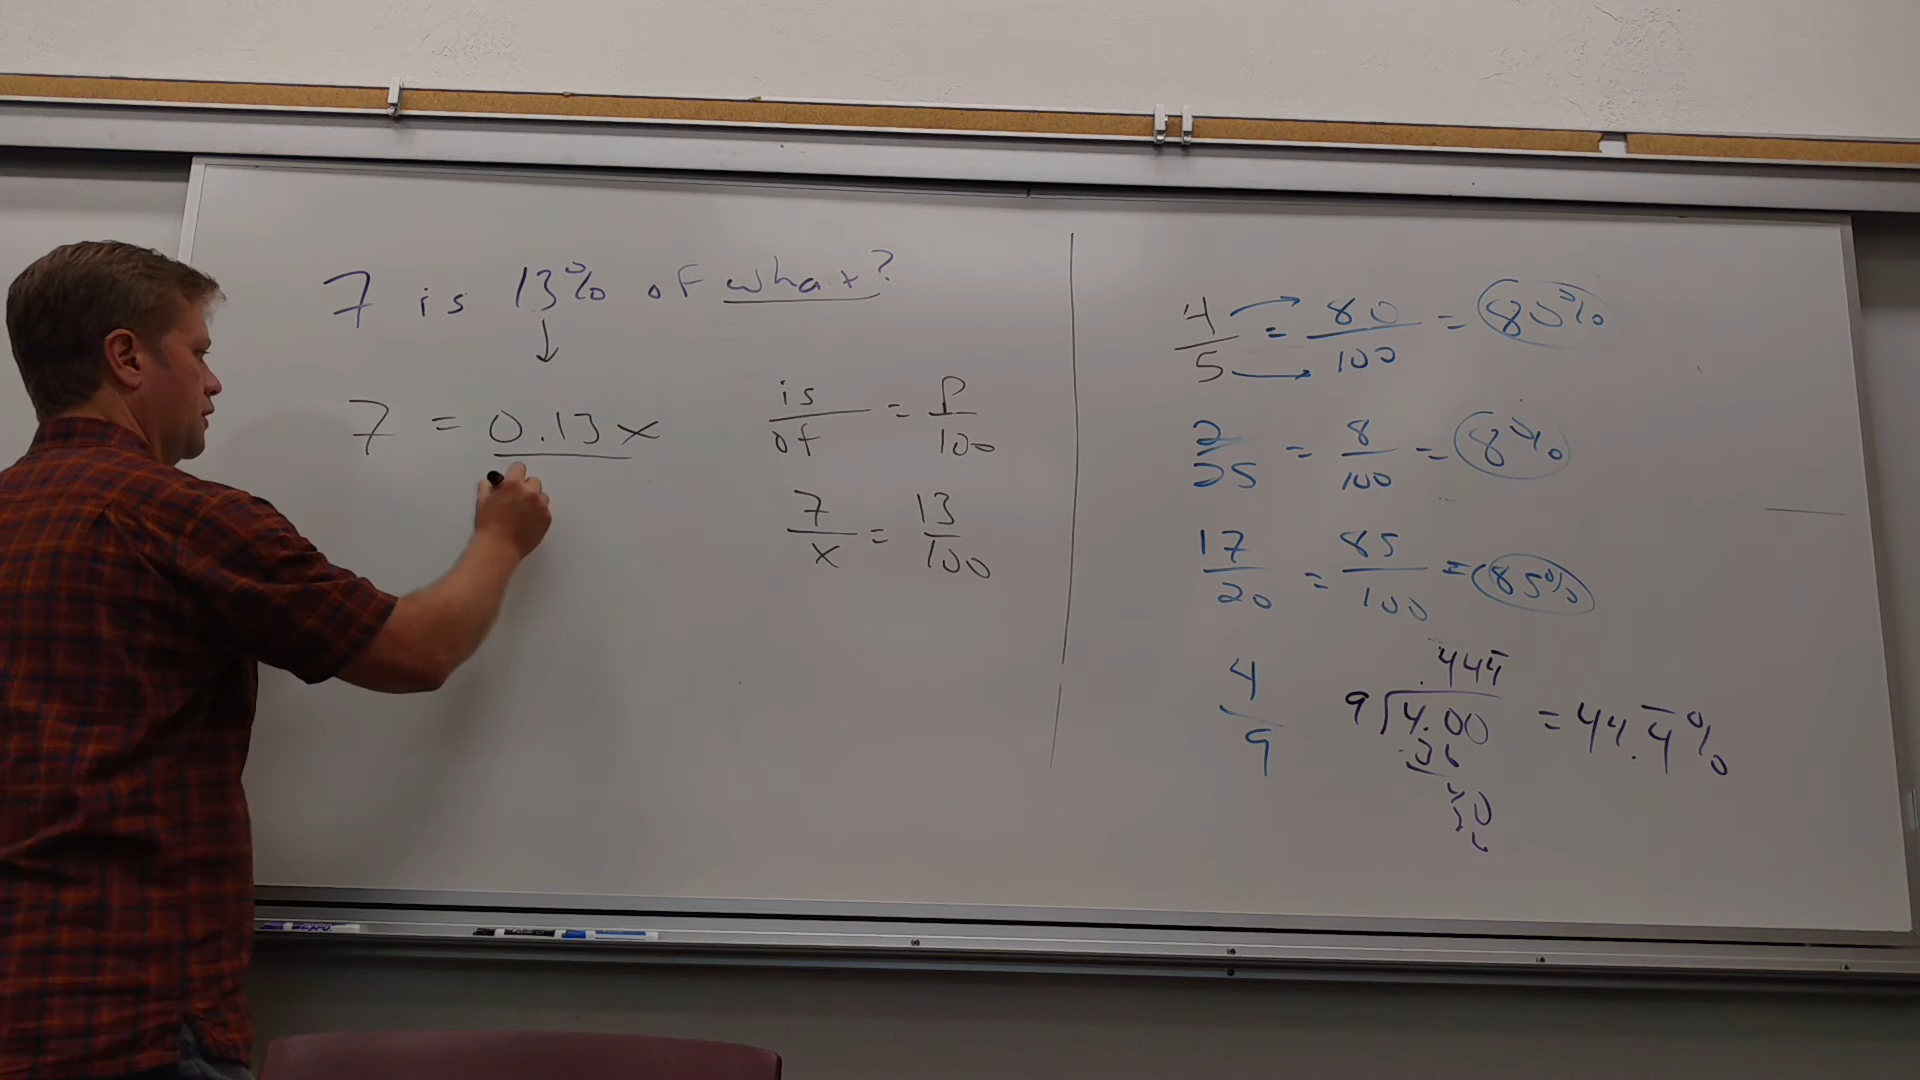 7 is 13% of what?
7 = 0.13x
is/of = P/100
7/x = 13/100
4/5 = 80/100 = 80%
2/25 = 8/100 = 8%
17/20 = 85/100 = 85%
4/9
.444̅
9 4.00 = 44.4̅%
-36
40
36